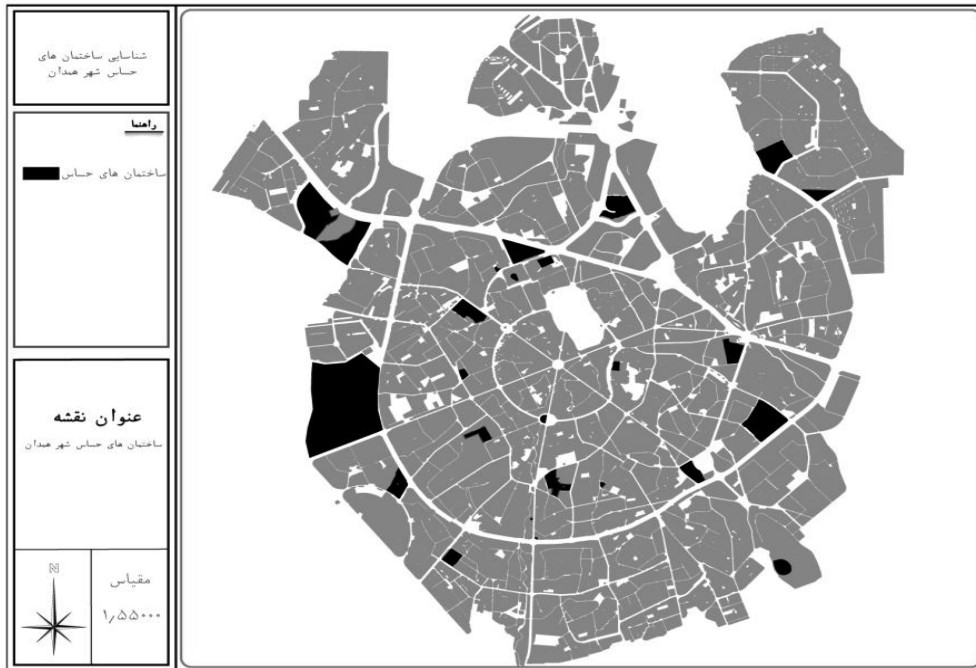 شناسایی ساختمان های
حساس شهر همدان
راهنما
ساختمان های حساس
عنوان نقشه
ساختمان های حساس شهر همدان
N
مقیاس
۱٫۵۵۰۰۰